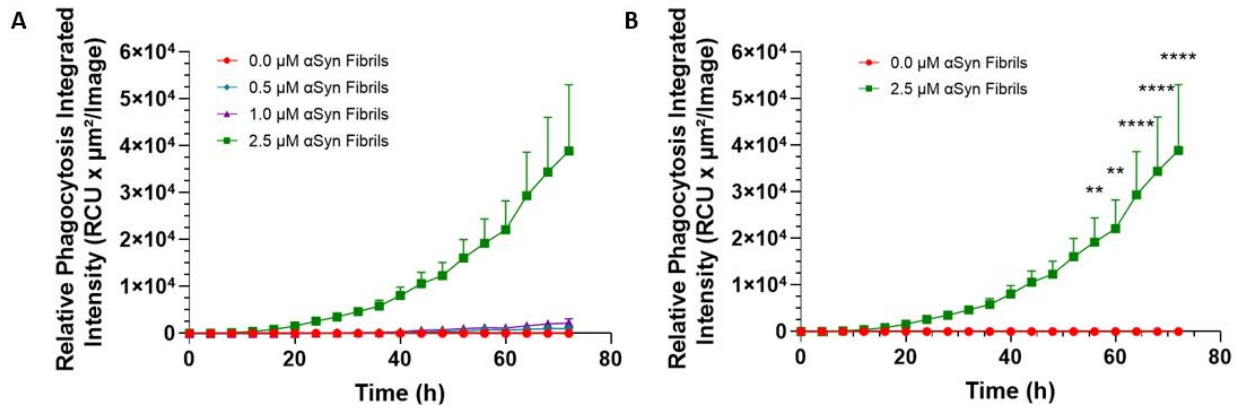 A
Relative Phagocytosis Integrated
Intensity (RCU x µm²/Image)
6×10⁴
5×10⁴
4×10⁴
3×10⁴
2×10⁴
1×10⁴
0
0.0 µM αSyn Fibrils
0.5 µM αSyn Fibrils
1.0 µM αSyn Fibrils
2.5 µM αSyn Fibrils
0 20 40 60 80
Time (h)
B
Relative Phagocytosis Integrated
Intensity (RCU x µm²/Image)
6×10⁴
5×10⁴
4×10⁴
3×10⁴
2×10⁴
1×10⁴
0
0.0 µM αSyn Fibrils
2.5 µM αSyn Fibrils
**
**
****
****
****
0 20 40 60 80
Time (h)